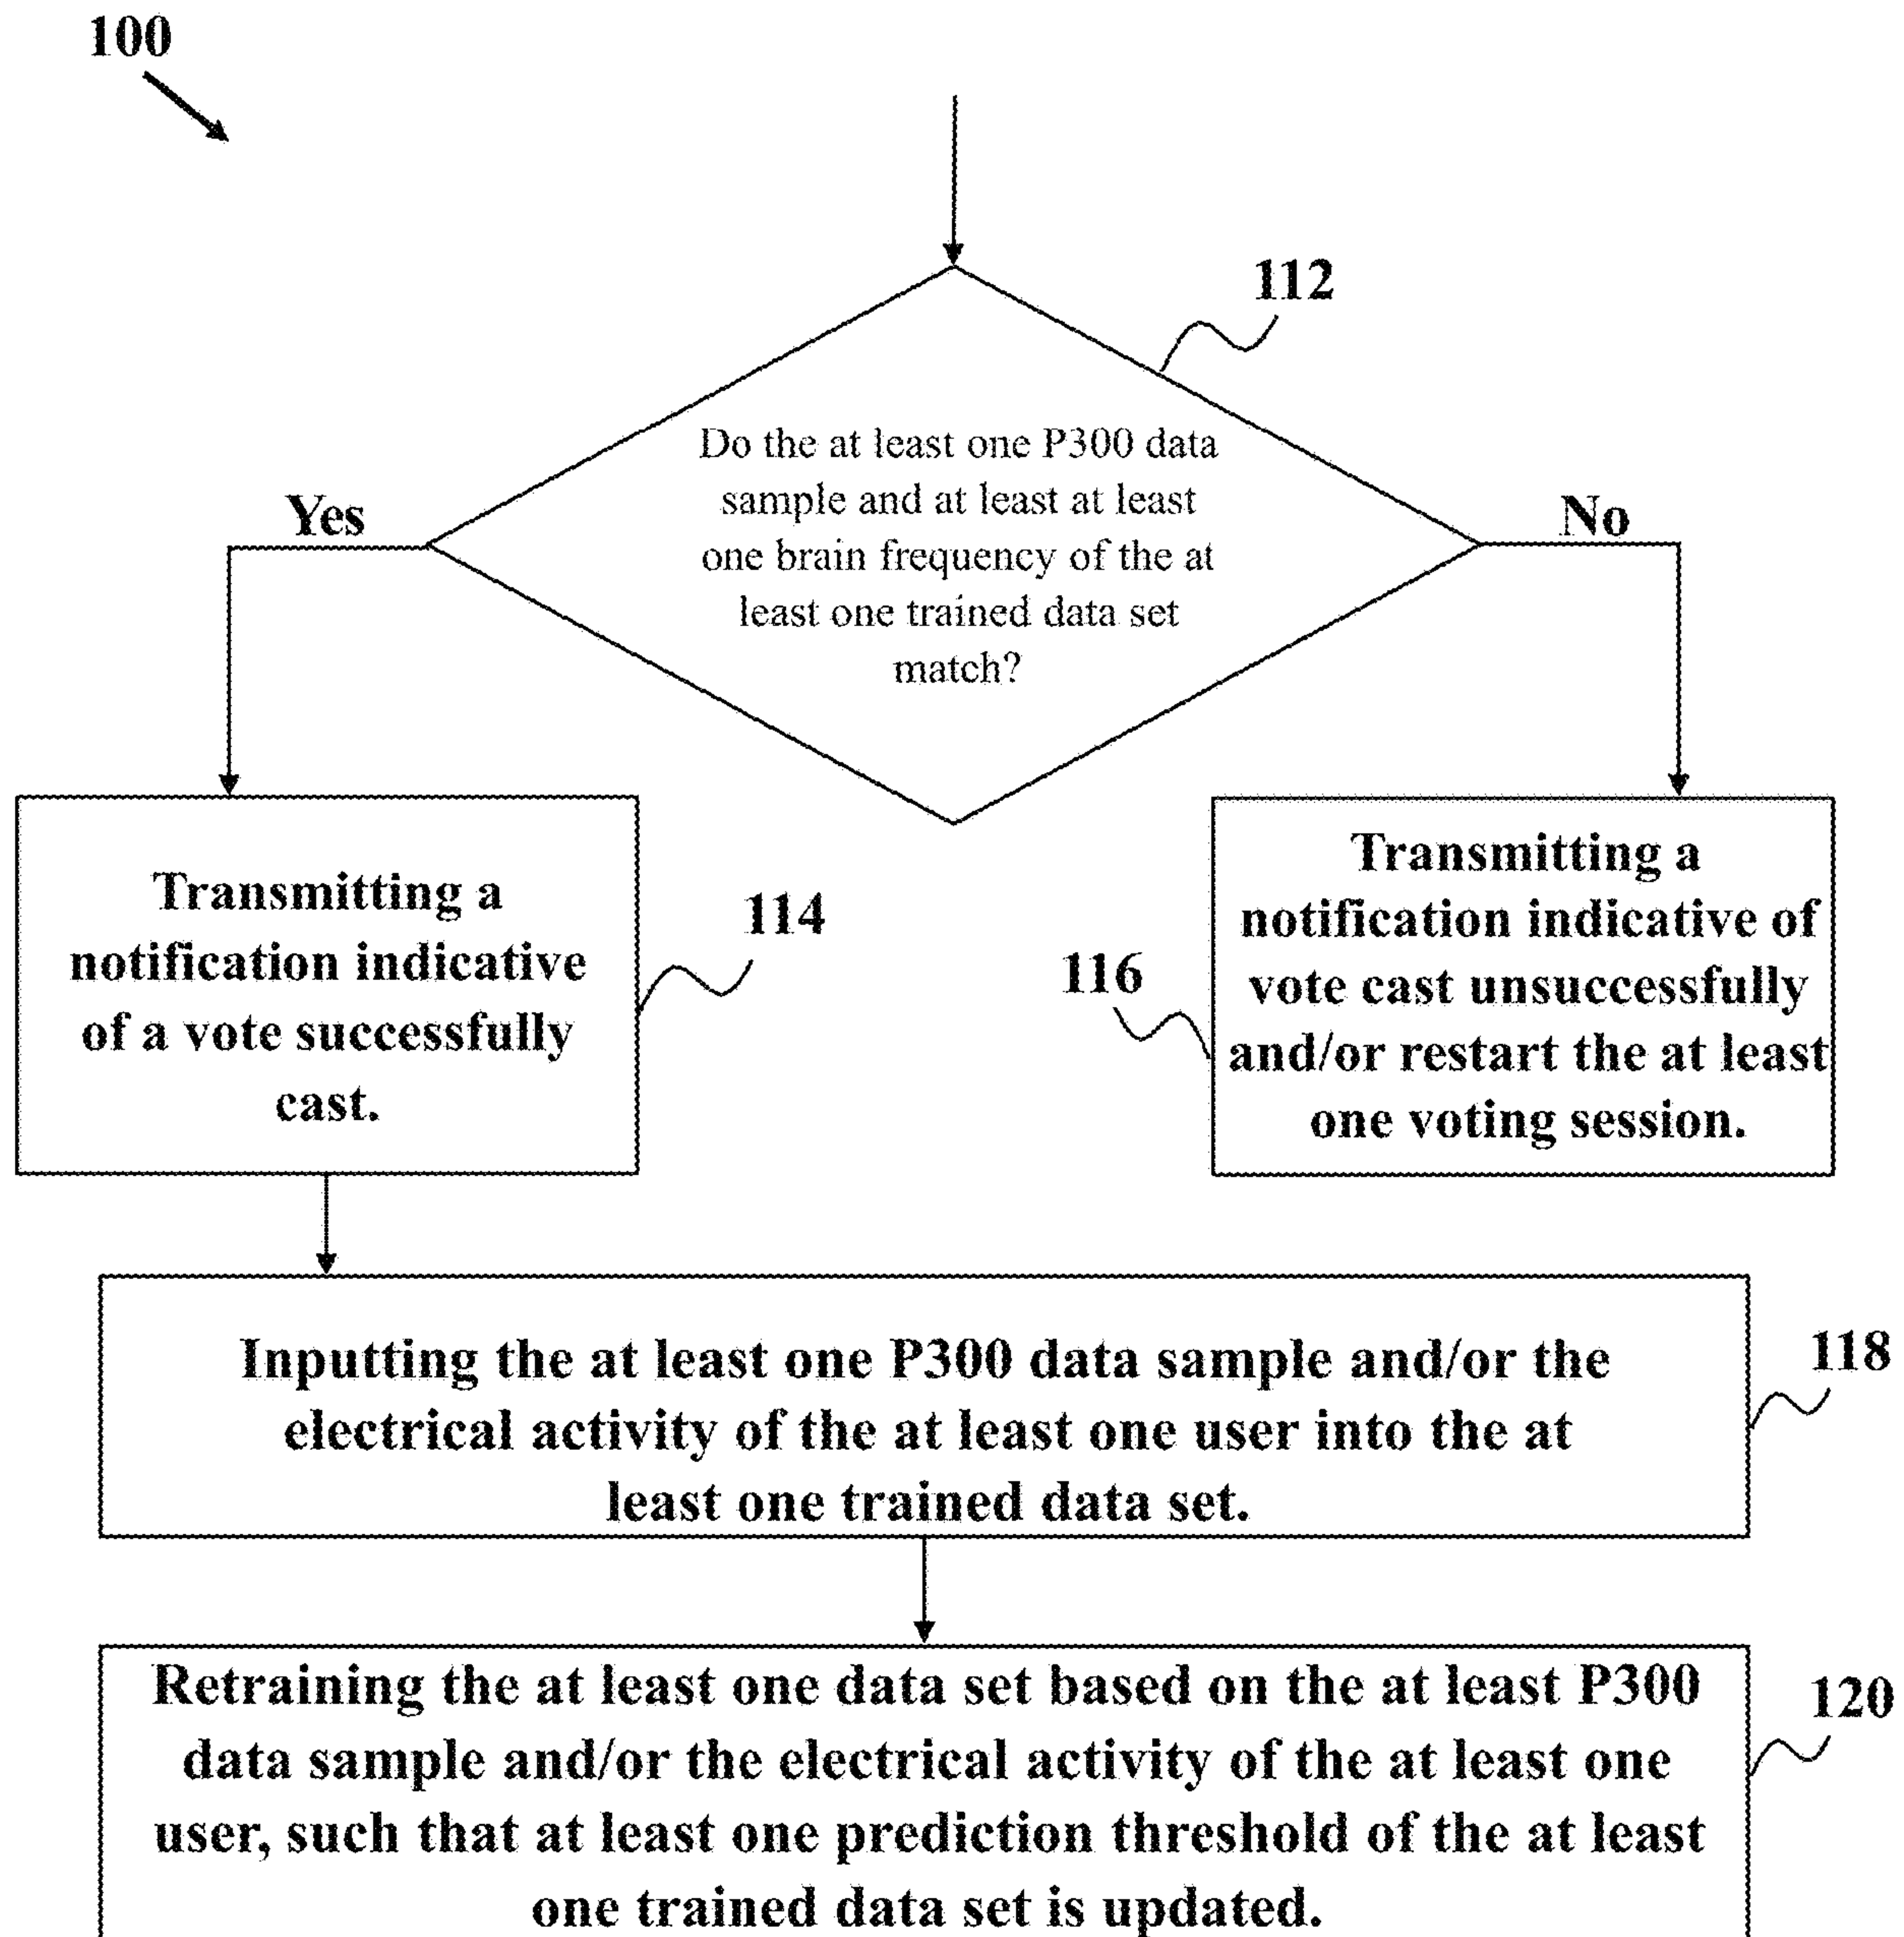 100
112
Do the at least one P300 data
sample and at least at least
one brain frequency of the at
least one trained data set
match?
Yes
No
Transmitting a
notification indicative
of a vote successfully
cast.
114
116
Transmitting a
notification indicative of
vote cast unsuccessfully
and/or restart the at least
one voting session.
Inputting the at least one P300 data sample and/or the
electrical activity of the at least one user into the at
least one trained data set.
118
Retraining the at least one data set based on the at least P300
data sample and/or the electrical activity of the at least one
user, such that at least one prediction threshold of the at least
one trained data set is updated.
120